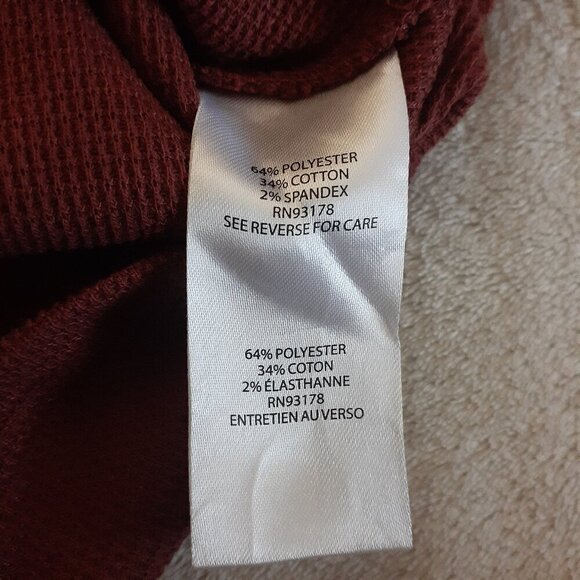 64% POLYESTER
34% COTTON
2% SPANDEX
RN93178
SEE REVERSE FOR CARE
64% POLYESTER
34% COTON
2% ÉLASTHANNE
RN93178
ENTRETIEN AU VERSO